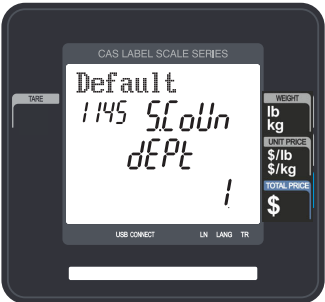 CAS LABEL SCALE SERIES
TARE
Default
1145 S.CoUn
dEPt
1.
WEIGHT
lb
kg
UNIT PRICE
$/lb
$/kg
TOTAL PRICE
$
USB CONNECT LN LANG TR